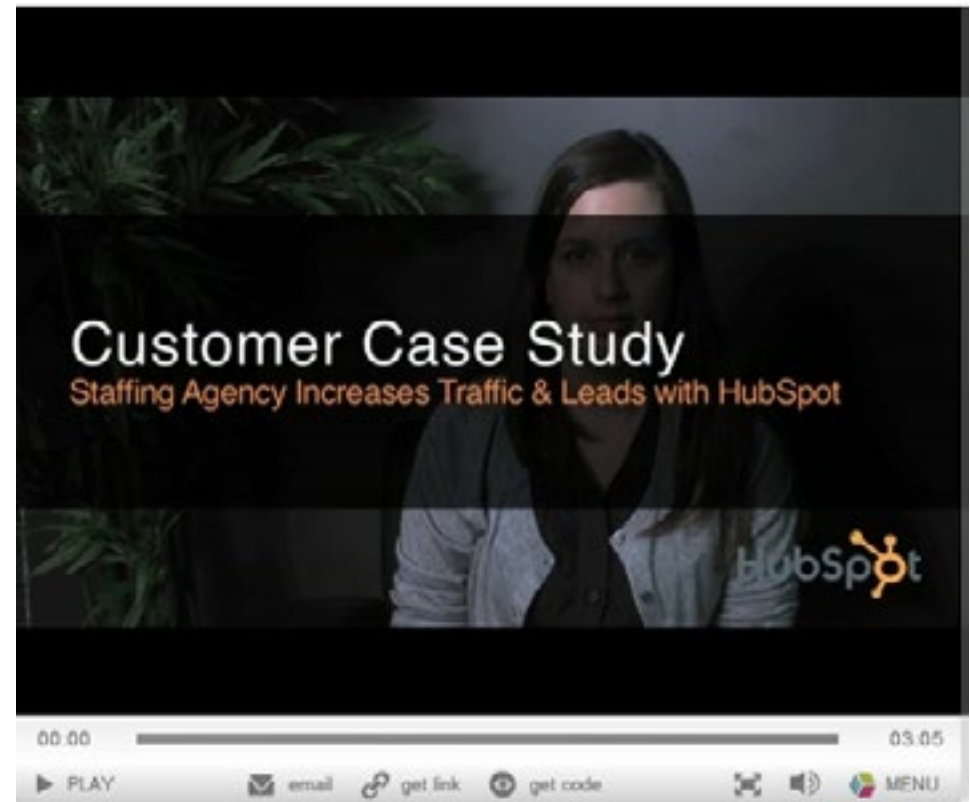 Customer Case Study
Staffing Agency Increases Traffic & Leads with HubSpot
HubSpot
00:00 03:05
PLAY email get link get code MENU